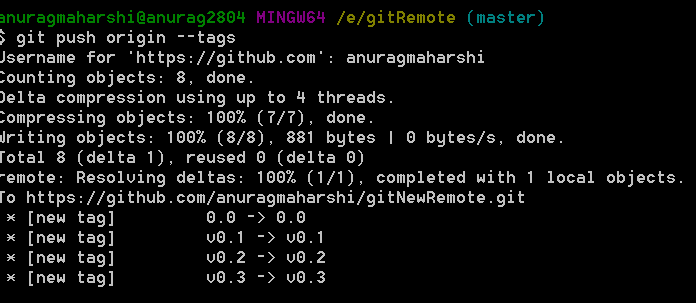 anuragmaharshi@anurag2804 MINGW64 /e/gitRemote (master)
$ git push origin --tags
Username for 'https://github.com': anuragmaharshi
Counting objects: 8, done.
Delta compression using up to 4 threads.
Compressing objects: 100% (7/7), done.
Writing objects: 100% (8/8), 881 bytes | 0 bytes/s, done.
Total 8 (delta 1), reused 0 (delta 0)
remote: Resolving deltas: 100% (1/1), completed with 1 local objects.
To https://github.com/anuragmaharshi/gitNewRemote.git
 * [new tag]         0.0 -> 0.0
 * [new tag]         v0.1 -> v0.1
 * [new tag]         v0.2 -> v0.2
 * [new tag]         v0.3 -> v0.3